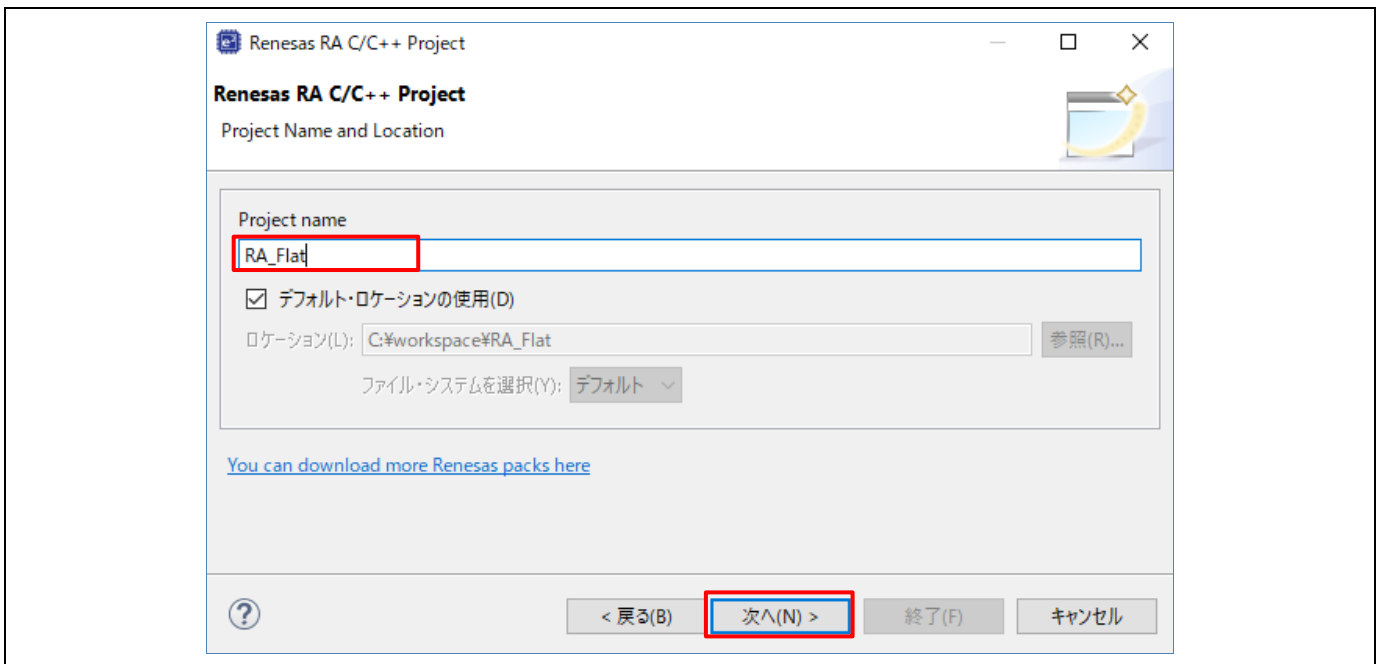 Renesas RA C/C++ Project
Renesas RA C/C++ Project
Project Name and Location
Project name
RA_Flat
デフォルト・ロケーションの使用(D)
ロケーション(L): C:¥workspace¥RA_Flat 参照(R)...
ファイル・システムを選択(Y): デフォルト
You can download more Renesas packs here
< 戻る(B) 次へ(N) > 終了(F) キャンセル